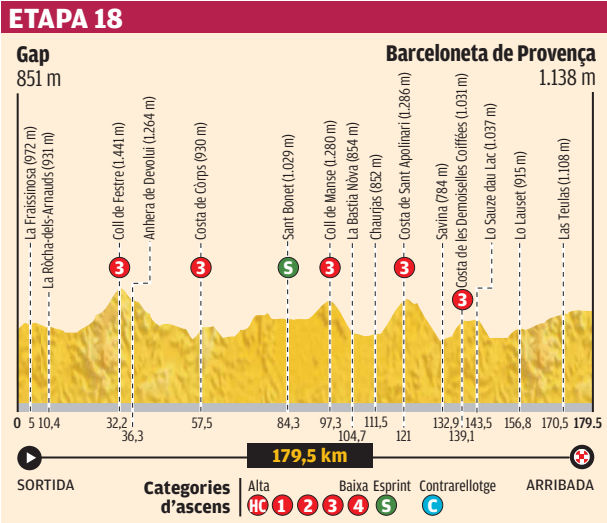 ETAPA 18
Gap
851 m
Barceloneta de Provença
1.138 m
La Fraissinosa (972 m)
La Ròcha-dels-Arnauds (931 m)
Coll de Festre (1.441 m)
Anhera de Devolui (1.264 m)
Costa de Còrps (930 m)
Sant Bonet (1.029 m)
Coll de Manse (1.280 m)
La Bastia Nòva (854 m)
Chaurjas (852 m)
Costa de Sant Apolinari (1.286 m)
Savina (784 m)
Costa de les Demoiselles Coiffées (1.031 m)
Lo Sauze dau Lac (1.037 m)
Lo Lauset (915 m)
Las Teulas (1.108 m)
3
3
S
3
3
3
0 5 10,4 32,2 57,5 84,3 97,3 111,5 132,9 143,5 156,8 170,5 179.5
36,3 104,7 121 139,1
179,5 km
SORTIDA
ARRIBADA
Categories d'ascens
Alta Baixa Esprint Contrarellotge
HC 1 2 3 4 S C